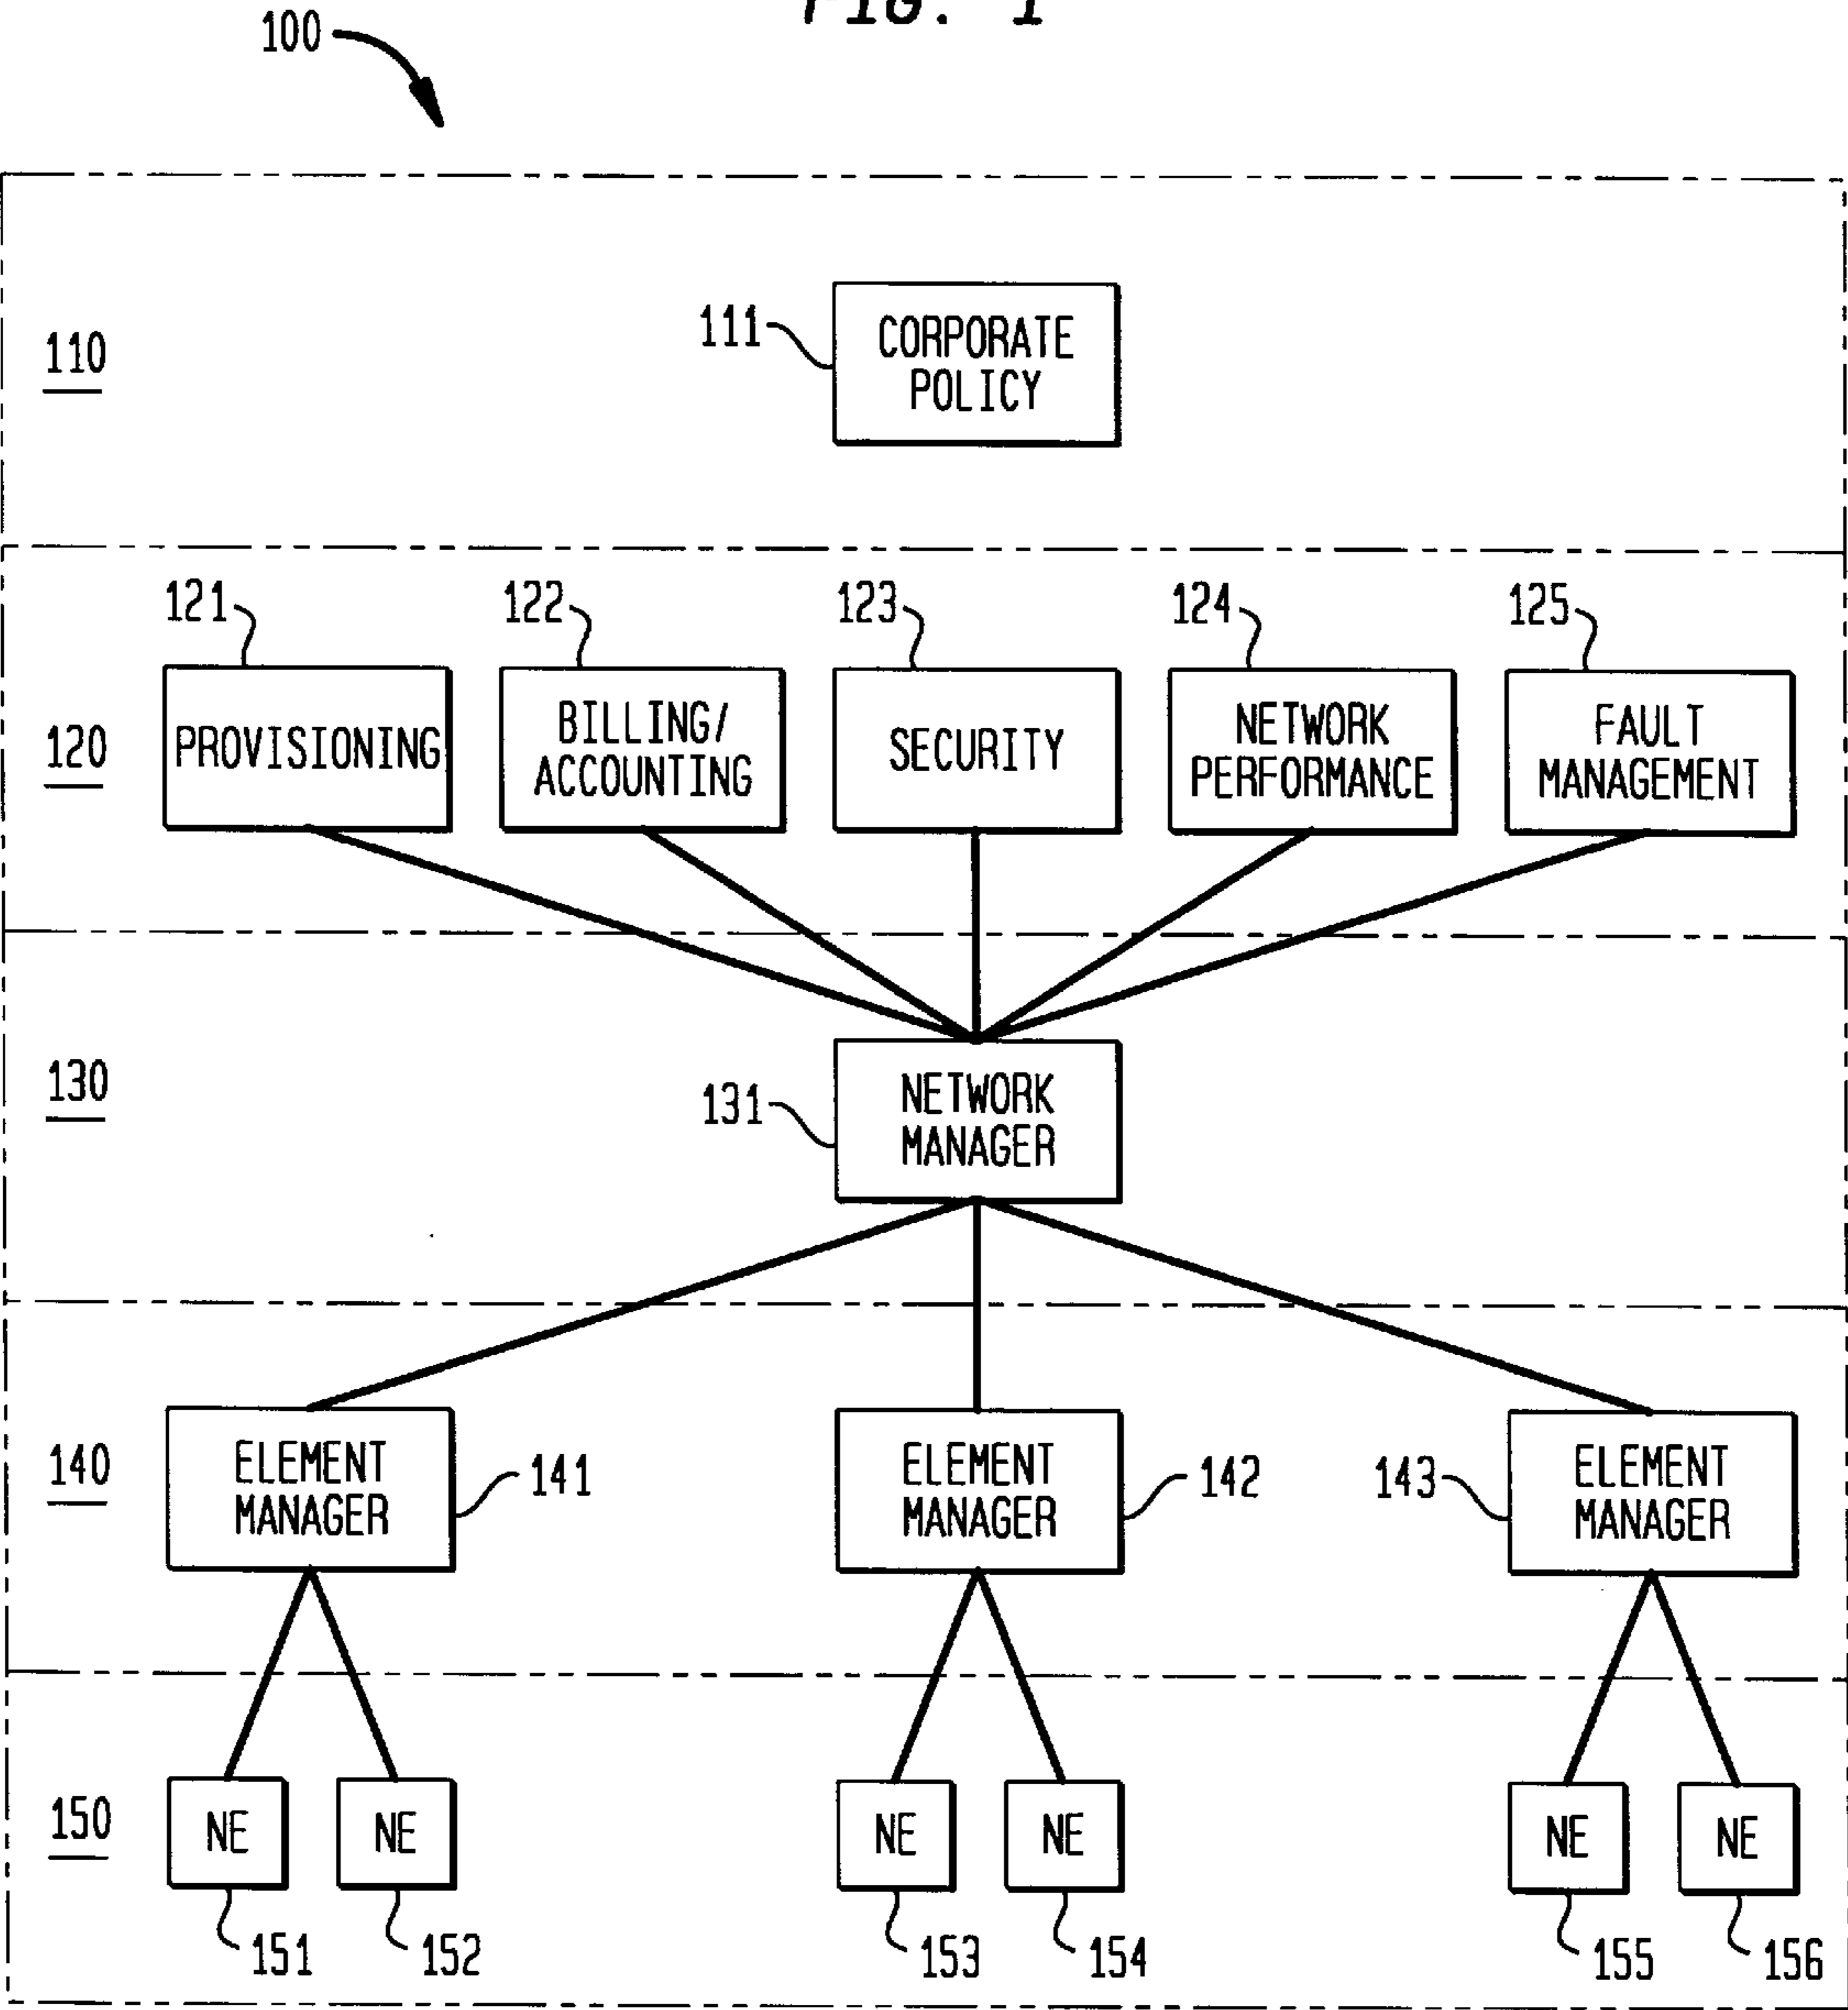 FIG. 1
100
110
111
CORPORATE
POLICY
121
122
123
124
125
120
PROVISIONING
BILLING/
ACCOUNTING
SECURITY
NETWORK
PERFORMANCE
FAULT
MANAGEMENT
130
131
NETWORK
MANAGER
140
ELEMENT
MANAGER
141
ELEMENT
MANAGER
142
143
ELEMENT
MANAGER
150
NE
NE
NE
NE
NE
NE
151
152
153
154
155
156